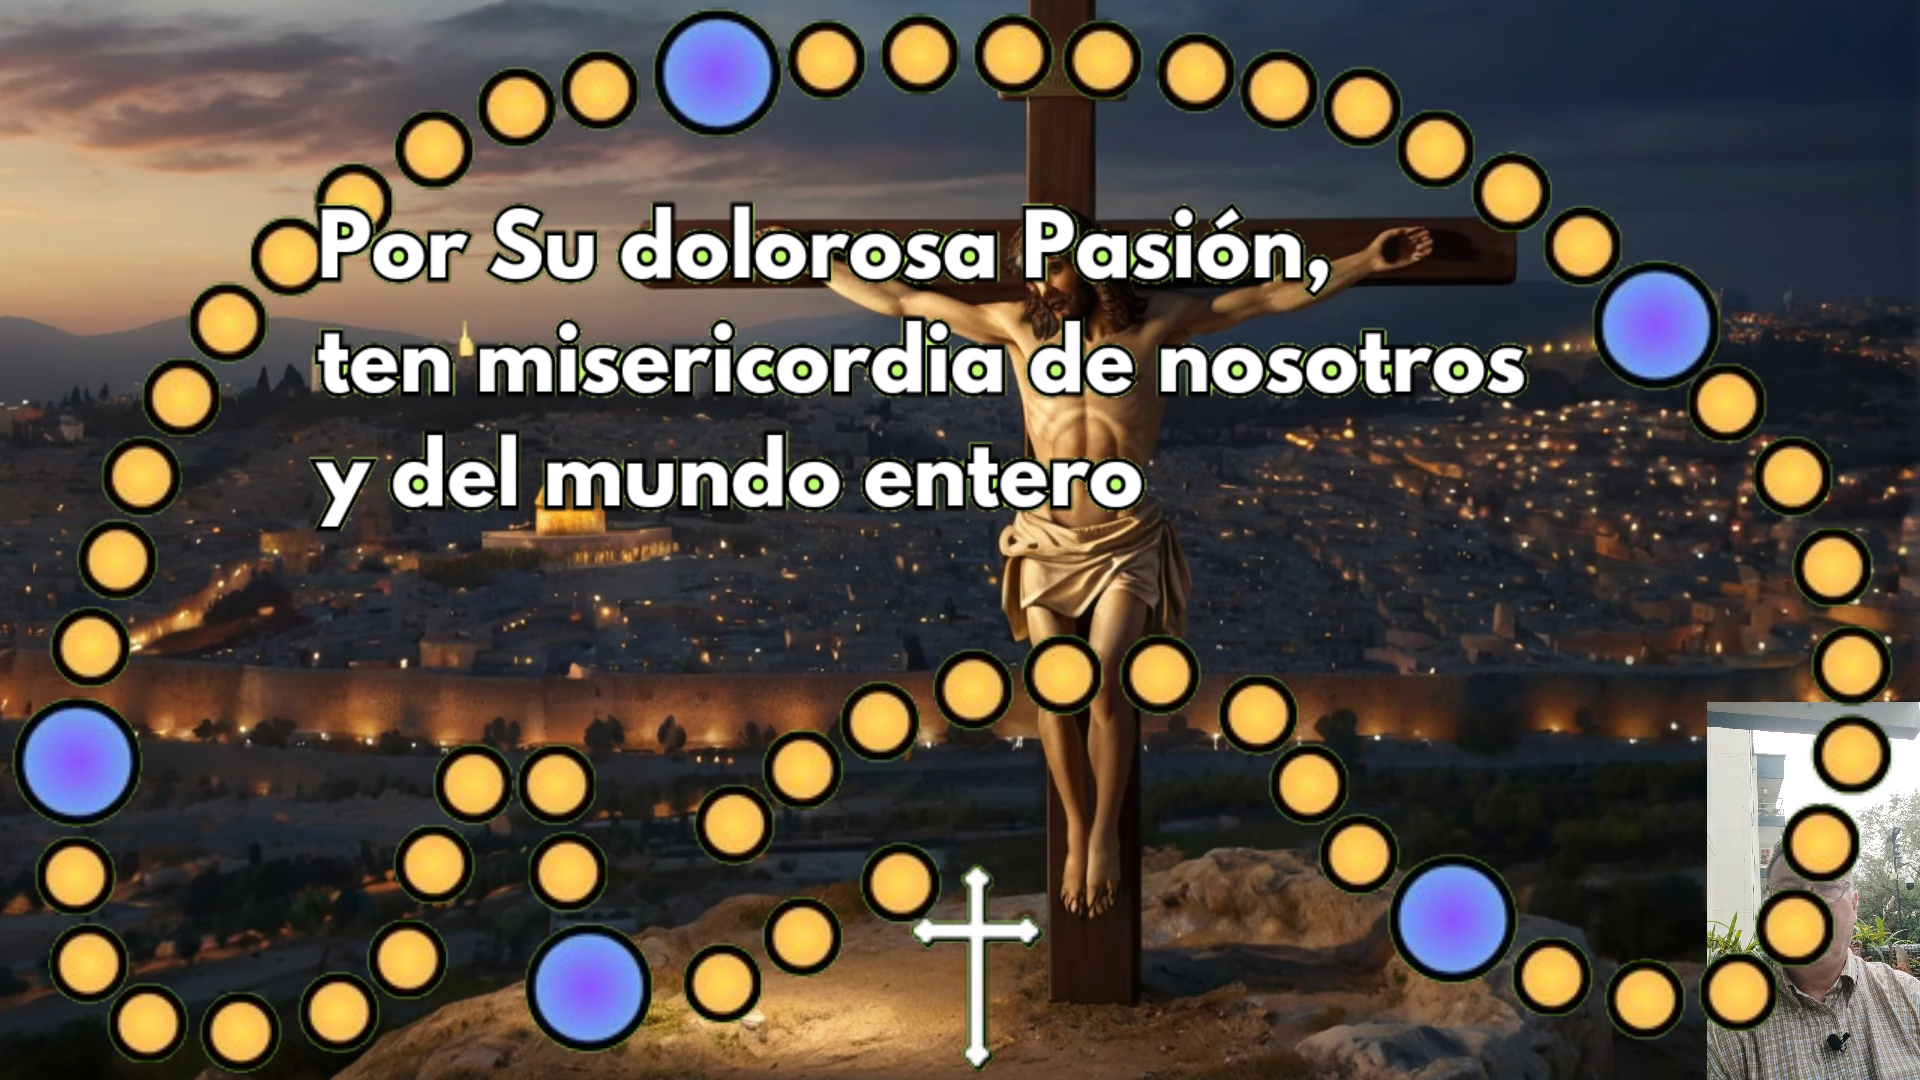 Por Su dolorosa Pasión,
ten misericordia de nosotros
y del mundo entero